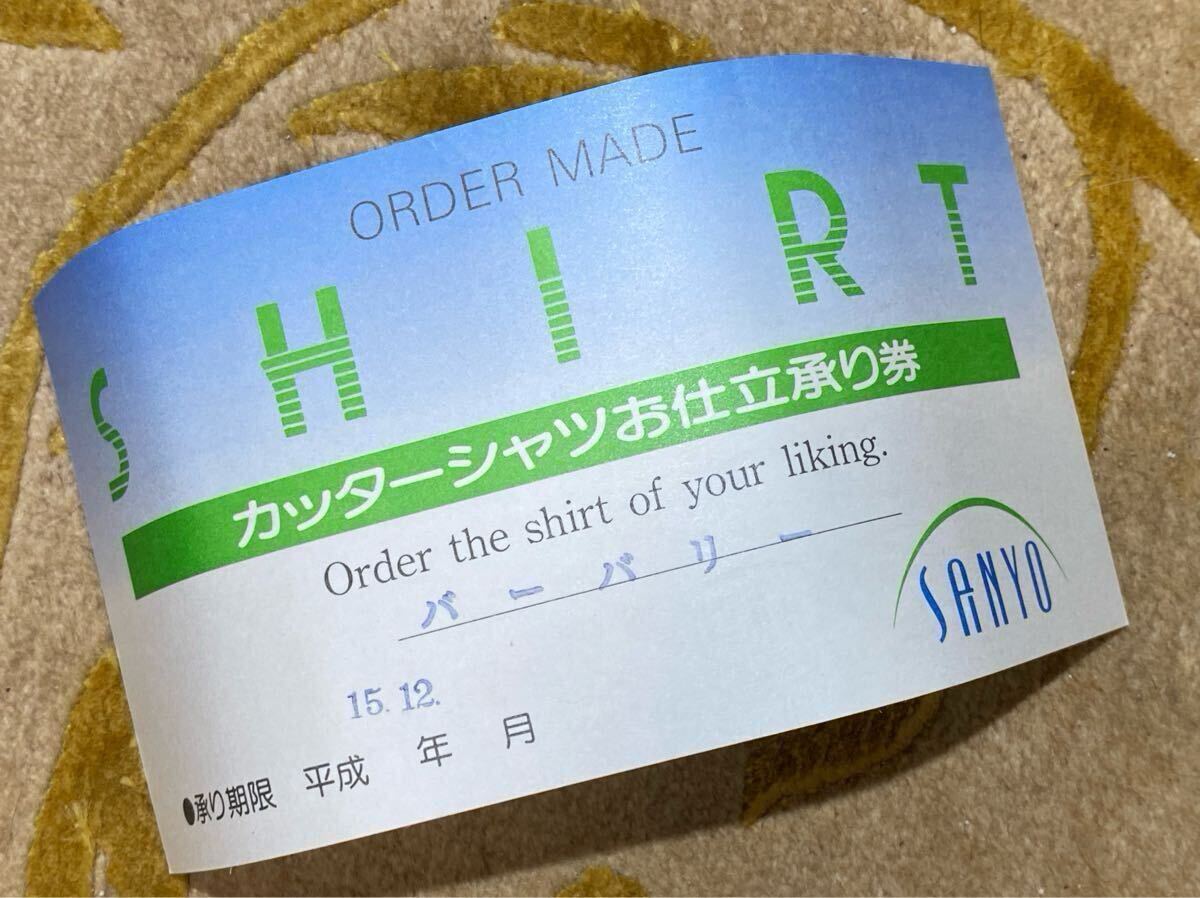 ORDER MADE
SHIRT
カッターシャツお仕立承り券
Order the shirt of your liking.
バーバリー
SANYO
15.12.
●承り期限 平成 年 月